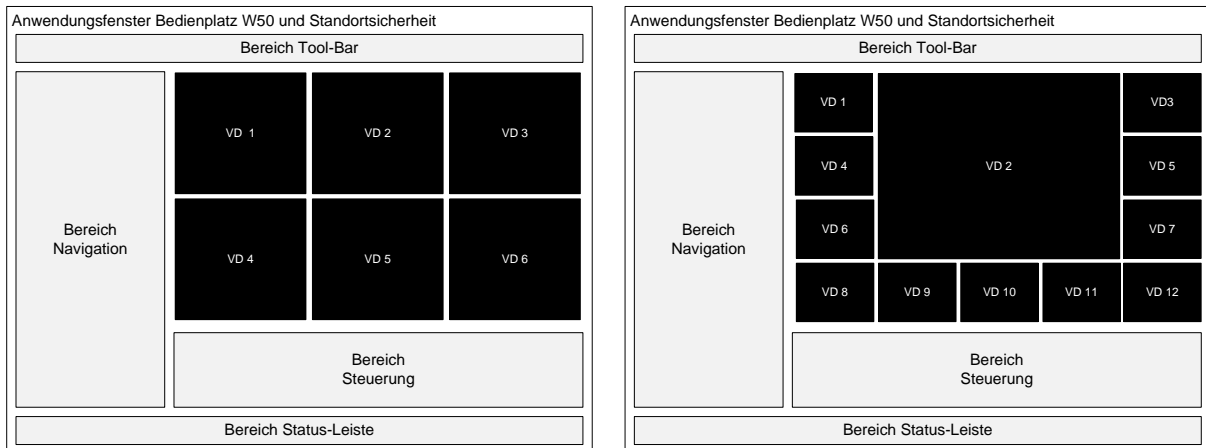 Anwendungsfenster Bedienplatz W50 und Standortsicherheit
Bereich Tool-Bar
Bereich
Navigation
VD 1
VD 2
VD 3
VD 4
VD 5
VD 6
Bereich
Steuerung
Bereich Status-Leiste
Anwendungsfenster Bedienplatz W50 und Standortsicherheit
Bereich Tool-Bar
Bereich
Navigation
VD 1
VD 2
VD3
VD 4
VD 5
VD 6
VD 7
VD 8
VD 9
VD 10
VD 11
VD 12
Bereich
Steuerung
Bereich Status-Leiste